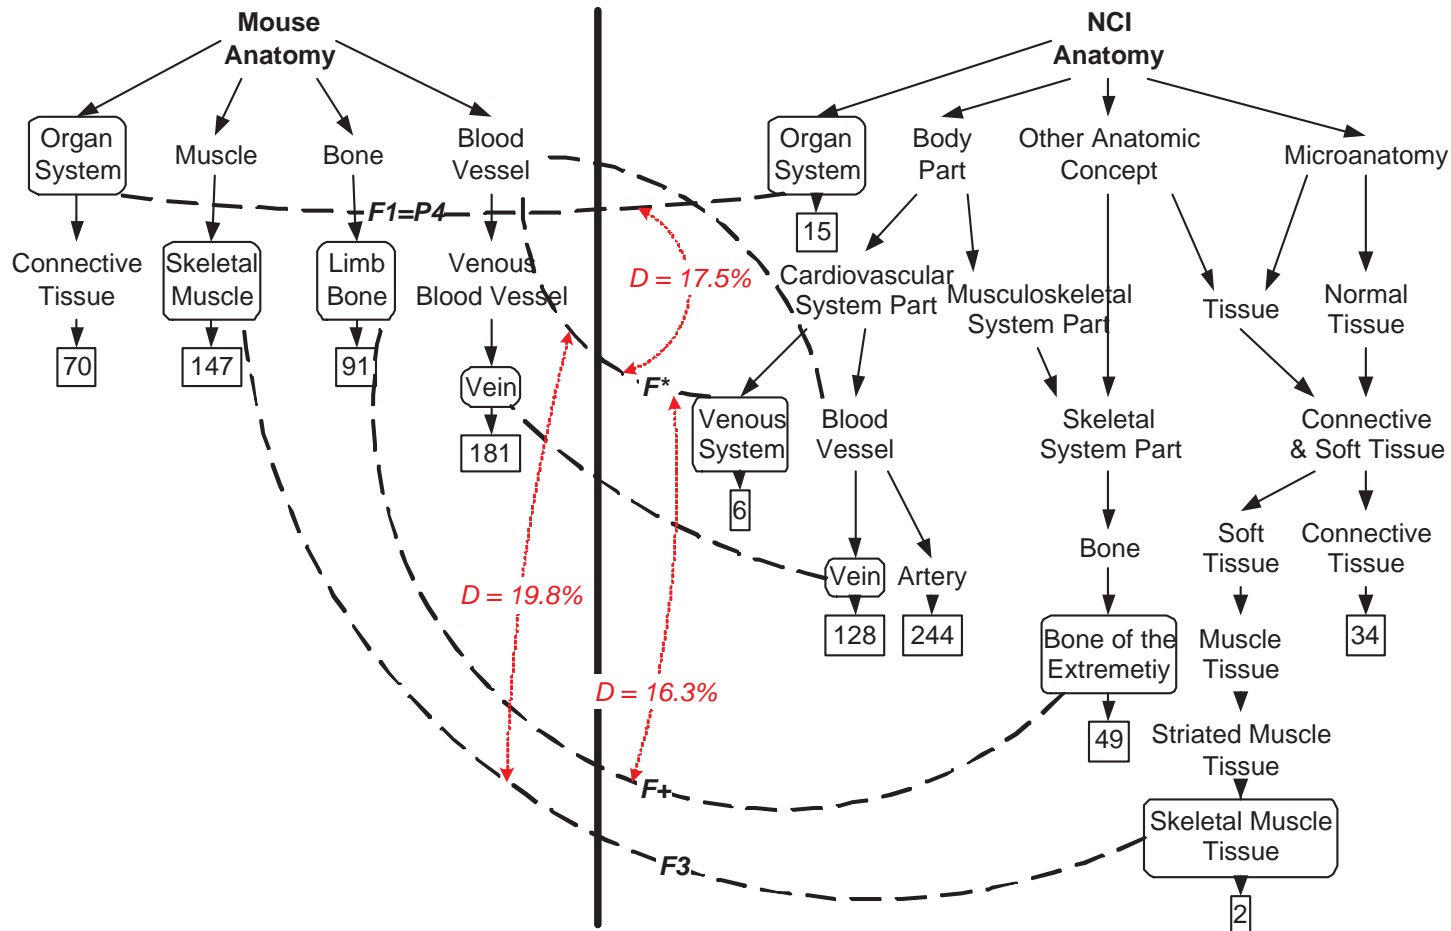 Mouse
Anatomy
Organ
System
Muscle
Bone
Blood
Vessel
F1=P4
Connective
Tissue
Skeletal
Muscle
Limb
Bone
Venous
Blood Vessel
70
147
91
Vein
181
NCI
Anatomy
Organ
System
Body
Part
Other Anatomic
Concept
Microanatomy
15
D = 17.5%
Cardiovascular
System Part
Musculoskeletal
System Part
Tissue
Normal
Tissue
F*
Venous
System
Blood
Vessel
Skeletal
System Part
Connective
& Soft Tissue
6
Soft
Tissue
Connective
Tissue
Bone
Vein
Artery
D = 19.8%
128
244
34
Bone of the
Extremetiy
Muscle
Tissue
D = 16.3%
49
Striated Muscle
Tissue
F+
Skeletal Muscle
Tissue
F3
2